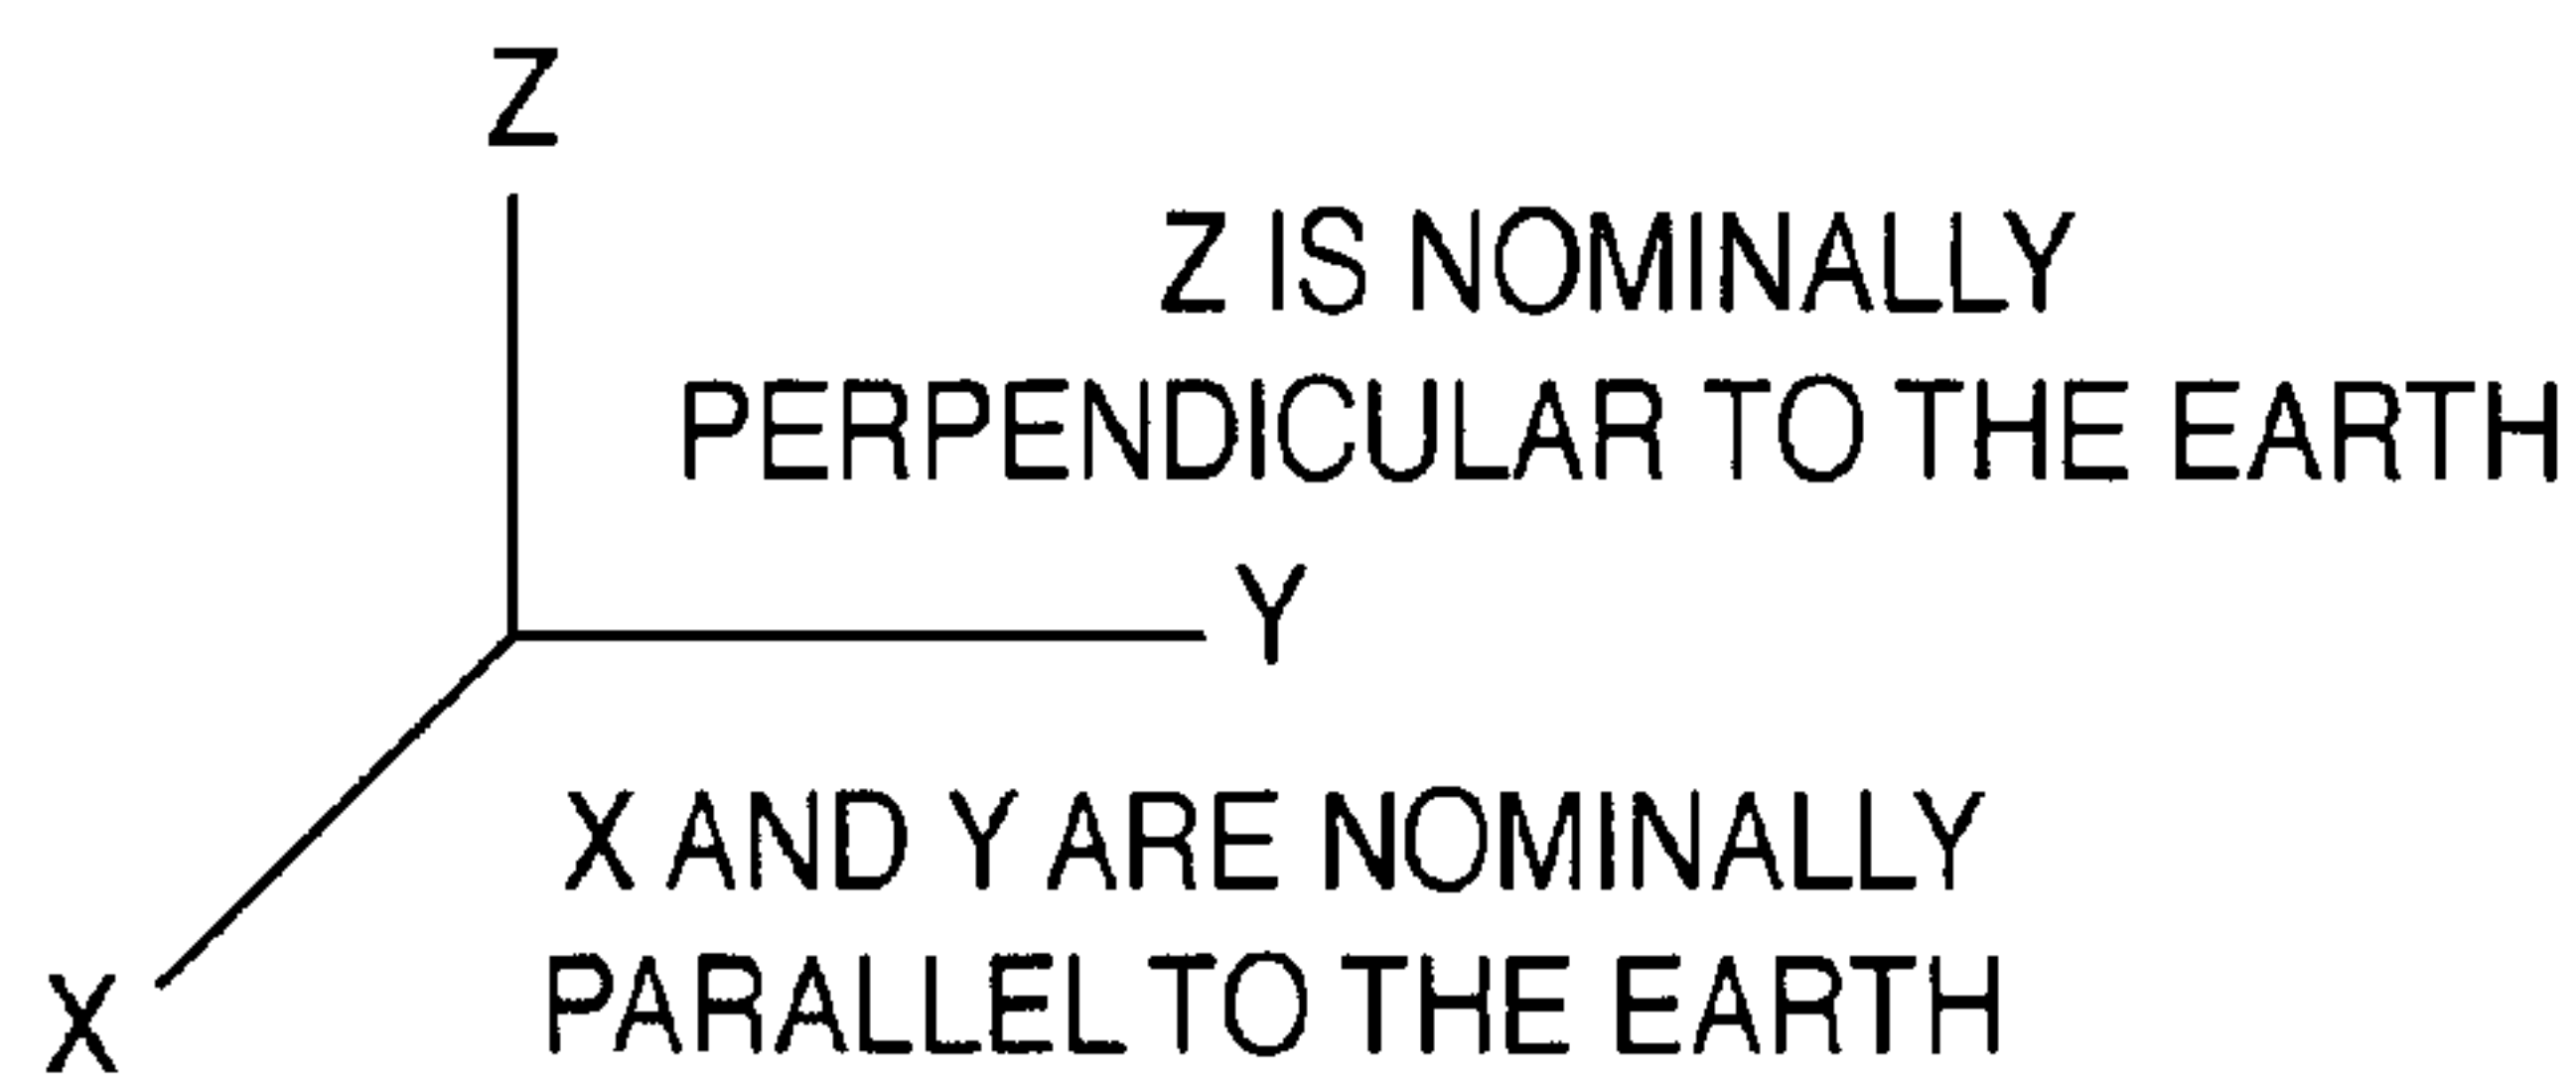 Z
Z IS NOMINALLY
PERPENDICULAR TO THE EARTH
Y
X AND Y ARE NOMINALLY
PARALLEL TO THE EARTH
X